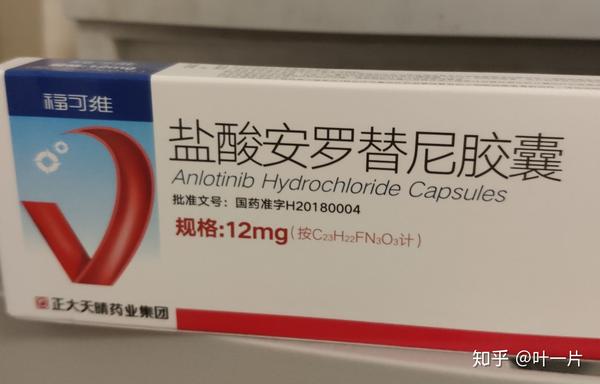 福可维
盐酸安罗替尼胶囊
Anlotinib Hydrochloride Capsules
批准文号：国药准字H20180004
规格:12mg(按C₂₃H₂₂FN₃O₃计)
正大天晴药业集团
知乎 @叶一片